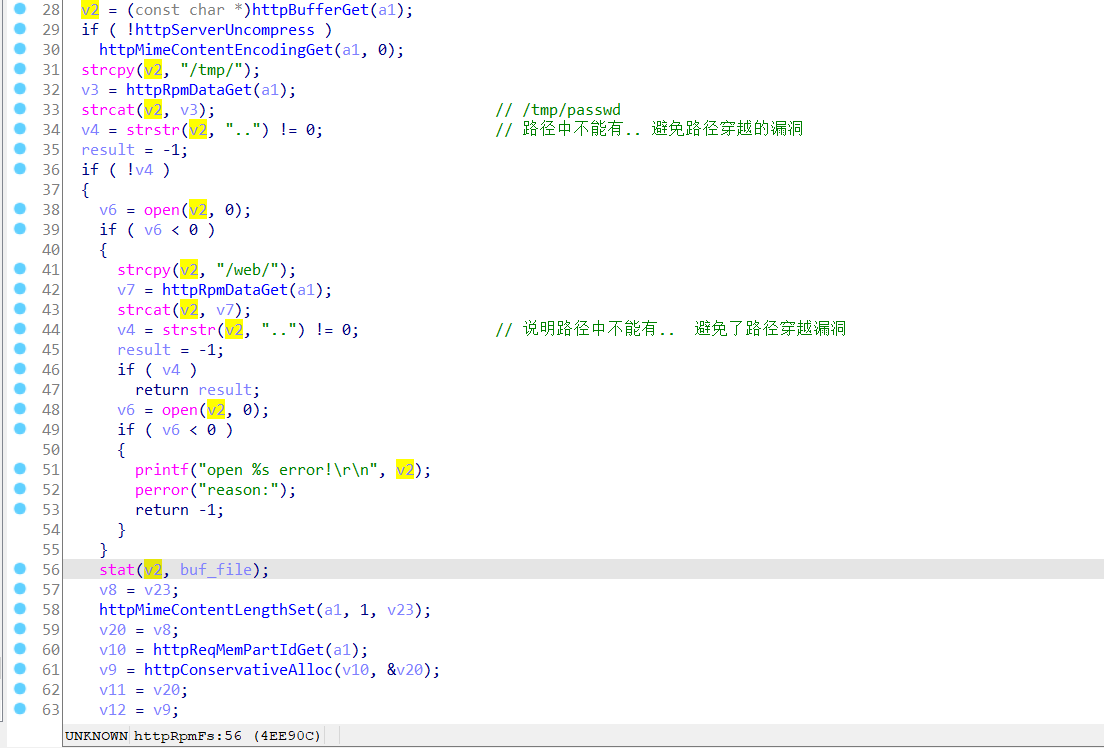 28 v2 = (const char *)httpBufferGet(a1);
29 if ( !httpServerUncompress )
30 httpMimeContentEncodingGet(a1, 0);
31 strcpy(v2, "/tmp/");
32 v3 = httpRpmDataGet(a1);
33 strcat(v2, v3); // /tmp/passwd
34 v4 = strstr(v2, "..") != 0; // 路径中不能有.. 避免路径穿越的漏洞
35 result = -1;
36 if ( !v4 )
37 {
38 v6 = open(v2, 0);
39 if ( v6 < 0 )
40 {
41 strcpy(v2, "/web/");
42 v7 = httpRpmDataGet(a1);
43 strcat(v2, v7);
44 v4 = strstr(v2, "..") != 0; // 说明路径中不能有.. 避免了路径穿越漏洞
45 result = -1;
46 if ( v4 )
47 return result;
48 v6 = open(v2, 0);
49 if ( v6 < 0 )
50 {
51 printf("open %s error!\r\n", v2);
52 perror("reason:");
53 return -1;
54 }
55 }
56 stat(v2, buf_file);
57 v8 = v23;
58 httpMimeContentLengthSet(a1, 1, v23);
59 v20 = v8;
60 v10 = httpReqMemPartIdGet(a1);
61 v9 = httpConservativeAlloc(v10, &v20);
62 v11 = v20;
63 v12 = v9;
UNKNOWN httpRpmFs:56 (4EE90C)